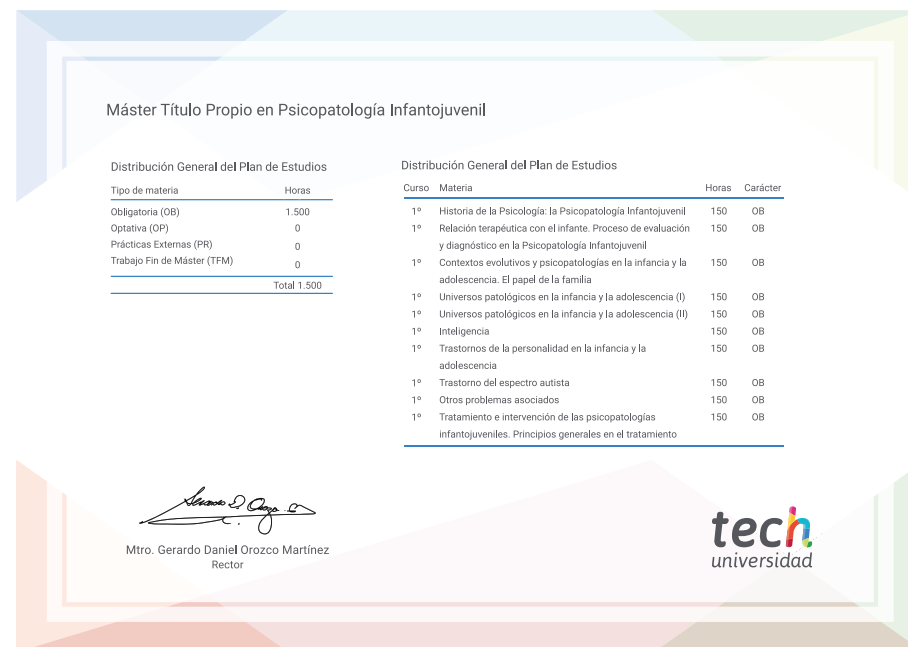 Máster Título Propio en Psicopatología Infantojuvenil
Distribución General del Plan de Estudios
Tipo de materia Horas
Obligatoria (OB) 1.500
Optativa (OP) 0
Prácticas Externas (PR) 0
Trabajo Fin de Máster (TFM) 0
Total 1.500
Distribución General del Plan de Estudios
Curso Materia Horas Carácter
1º Historia de la Psicología: la Psicopatología Infantojuvenil 150 OB
1º Relación terapéutica con el infante. Proceso de evaluación 150 OB
y diagnóstico en la Psicopatología Infantojuvenil
1º Contextos evolutivos y psicopatologías en la infancia y la 150 OB
adolescencia. El papel de la familia
1º Universos patológicos en la infancia y la adolescencia (I) 150 OB
1º Universos patológicos en la infancia y la adolescencia (II) 150 OB
1º Inteligencia 150 OB
1º Trastornos de la personalidad en la infancia y la 150 OB
adolescencia
1º Trastorno del espectro autista 150 OB
1º Otros problemas asociados 150 OB
1º Tratamiento e intervención de las psicopatologías 150 OB
infantojuveniles. Principios generales en el tratamiento
Mtro. Gerardo Daniel Orozco Martínez
Rector
tech
universidad